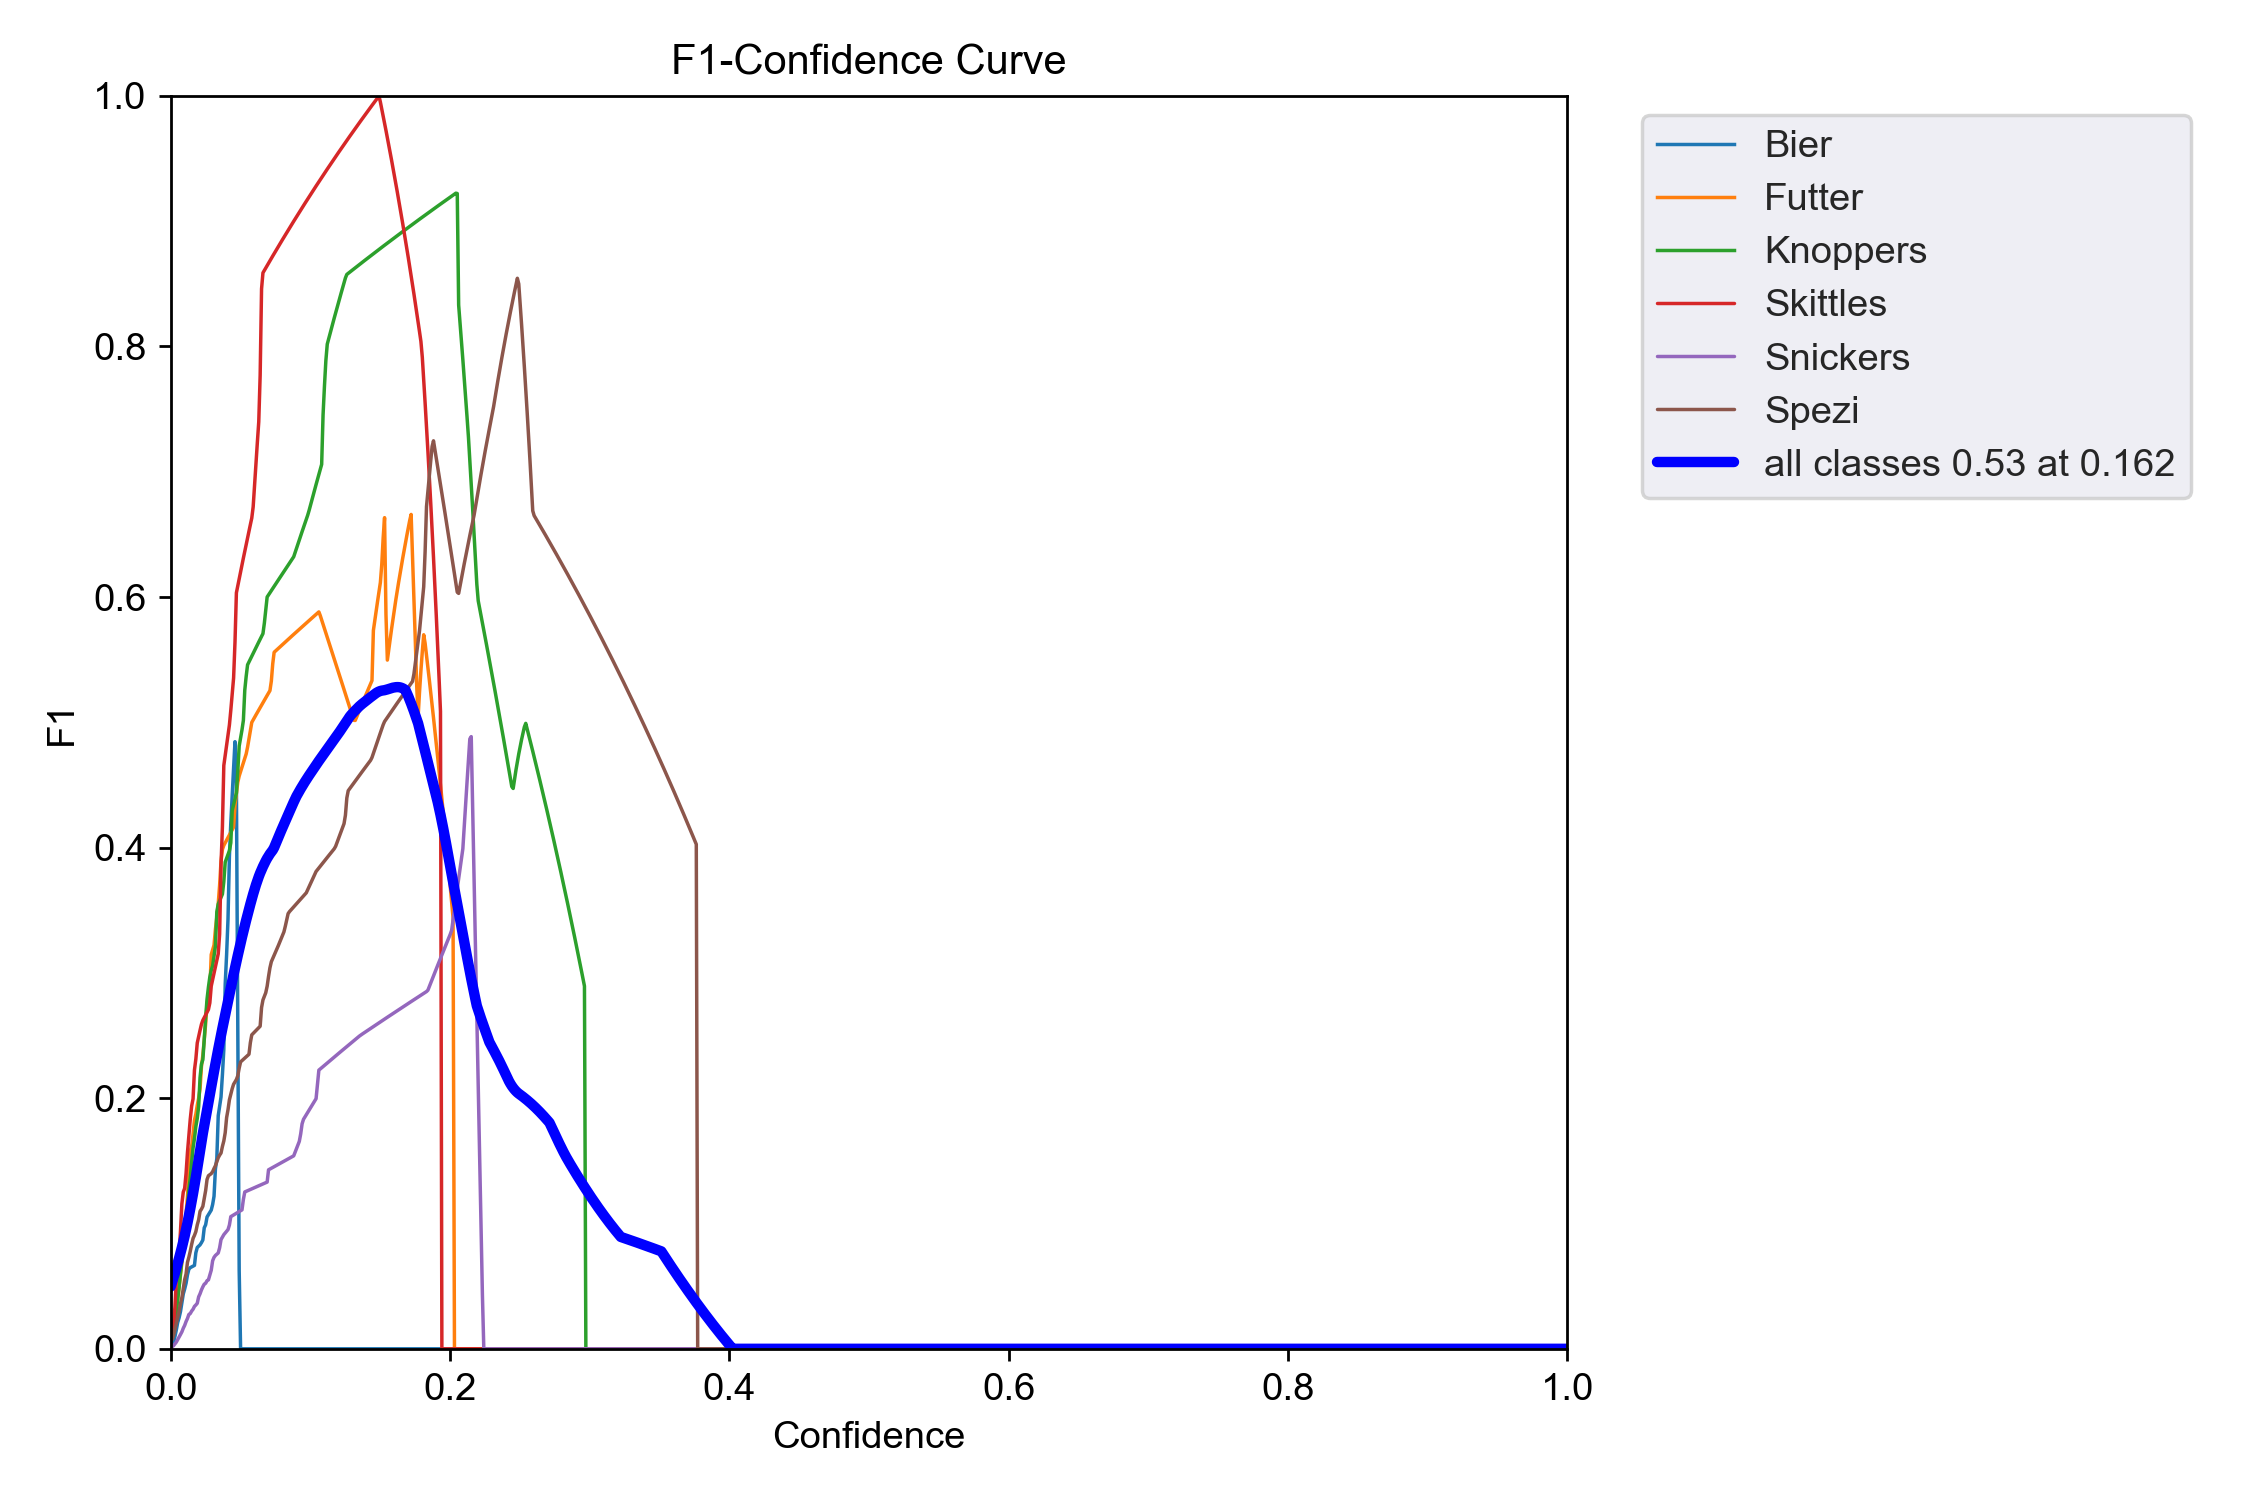 F1-Confidence Curve
1.0
0.8
0.6
0.4
0.2
0.0
F1
0.0 0.2 0.4 0.6 0.8 1.0
Confidence
Bier
Futter
Knoppers
Skittles
Snickers
Spezi
all classes 0.53 at 0.162